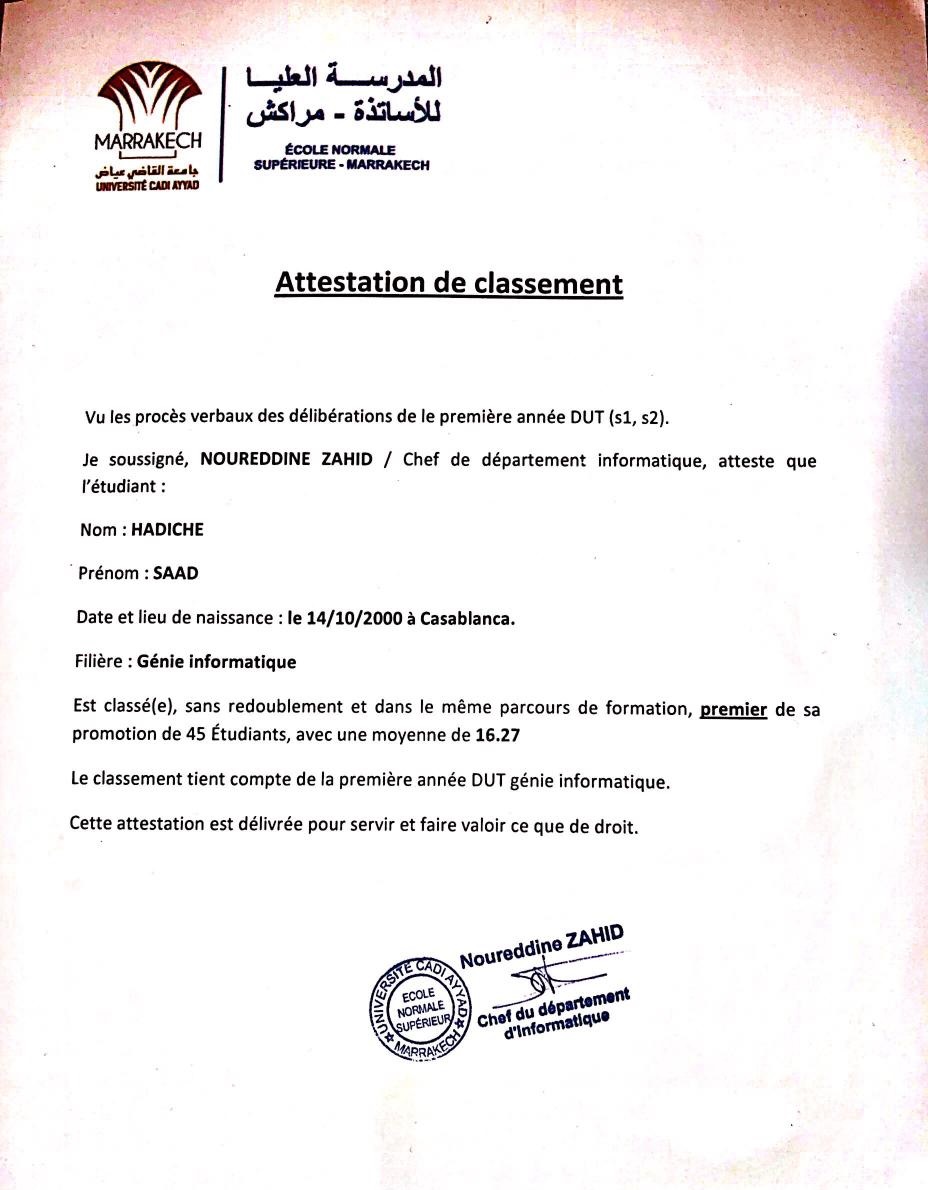 المدرسة العليا
للأساتذة - مراكش
ÉCOLE NORMALE
SUPÉRIEURE - MARRAKECH
MARRAKECH
جامعة القاضي عياض
UNIVERSITÉ CADI AYYAD
Attestation de classement
Vu les procès verbaux des délibérations de le première année DUT (s1, s2).
Je soussigné, NOUREDDINE ZAHID / Chef de département informatique, atteste que
l'étudiant :
Nom : HADICHE
Prénom : SAAD
Date et lieu de naissance : le 14/10/2000 à Casablanca.
Filière : Génie informatique
Est classé(e), sans redoublement et dans le même parcours de formation, premier de sa
promotion de 45 Étudiants, avec une moyenne de 16.27
Le classement tient compte de la première année DUT génie informatique.
Cette attestation est délivrée pour servir et faire valoir ce que de droit.
Noureddine ZAHID
Chef du département
d'Informatique
UNIVERSITÉ CADI AYYAD
ECOLE
NORMALE
SUPÉRIEUR
MARRAKECH